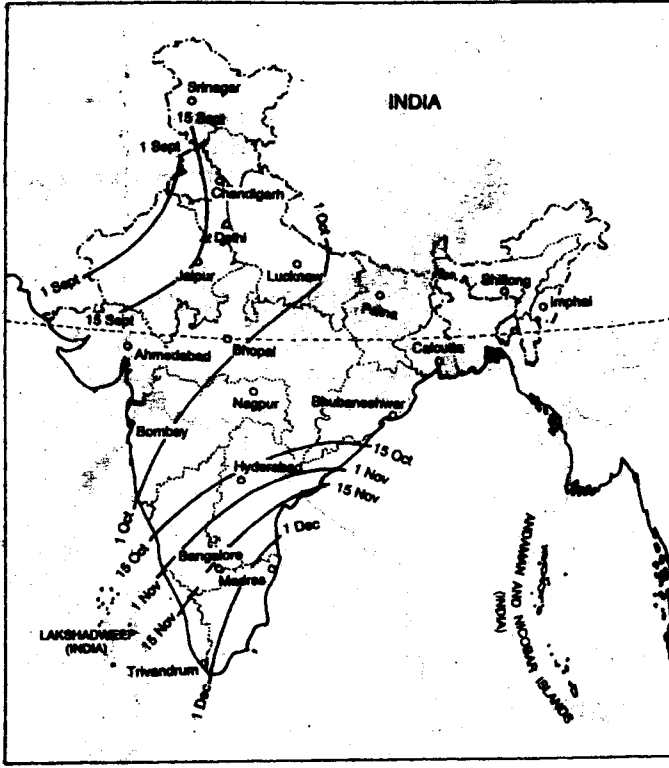 Srinagar
15 Sept
INDIA
1 Sept
Chandigarh
1 Oct
Delhi
Jaipur
Lucknow
1 Sept
Shillong
Patna
Imphal
15 Sept
Ahmedabad
Bhopal
Calcutta
Nagpur
Bhubaneshwar
Bombay
15 Oct
Hyderabad
1 Nov
15 Nov
1 Oct
1 Dec
15 Oct
Bangalore
Madras
1 Nov
15 Nov
LAKSHADWEEP
(INDIA)
ANDAMAN AND NICOBAR ISLANDS
(INDIA)
Trivandrum
1 Dec